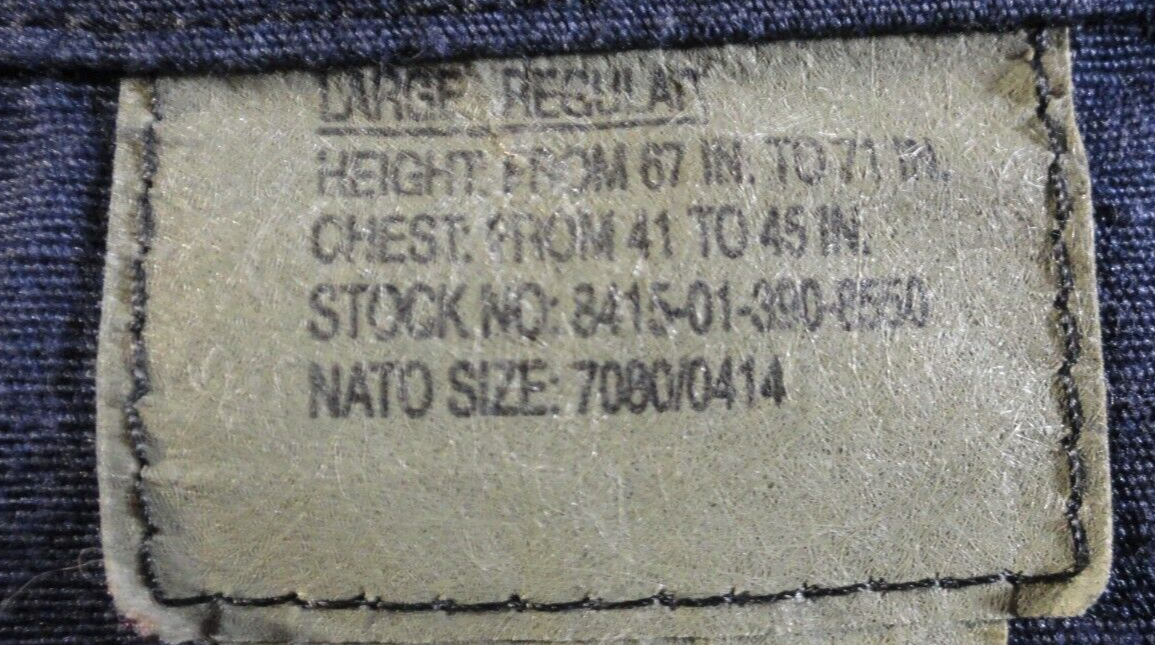 LARGE REGULAR
HEIGHT: FROM 67 IN. TO 71 IN.
CHEST: FROM 41 TO 45 IN.
STOCK NO: 8415-01-390-8550
NATO SIZE: 7080/0414